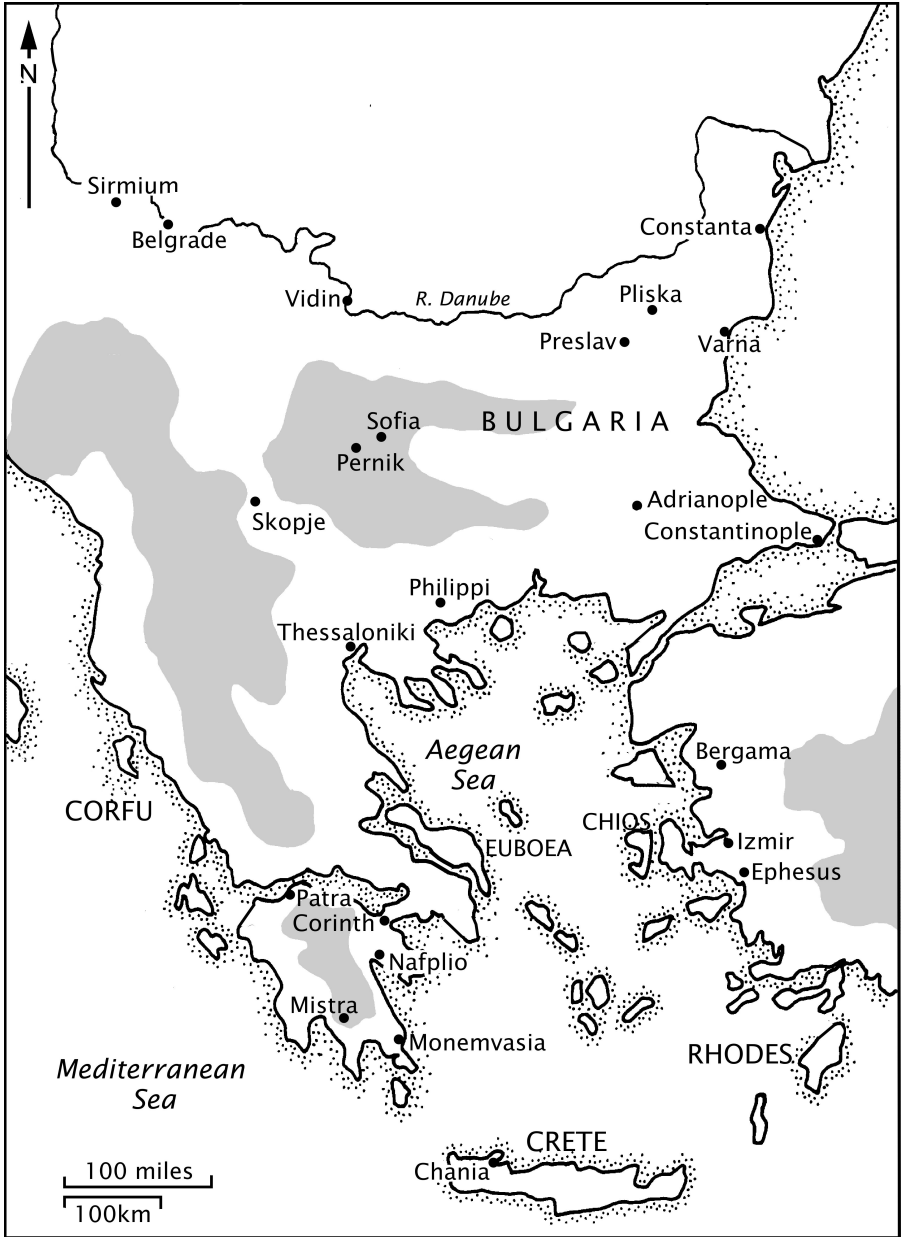 N
Sirmium
Belgrade
Constanta
Vidin
R. Danube
Pliska
Preslav
Varna
Sofia
BULGARIA
Pernik
Skopje
Adrianople
Constantinople
Philippi
Thessaloniki
Aegean
Sea
Bergama
CORFU
CHIOS
EUBOEA
Izmir
Ephesus
Patra
Corinth
Nafplio
Mistra
Monemvasia
RHODES
Mediterranean
Sea
CRETE
Chania
100 miles
100km